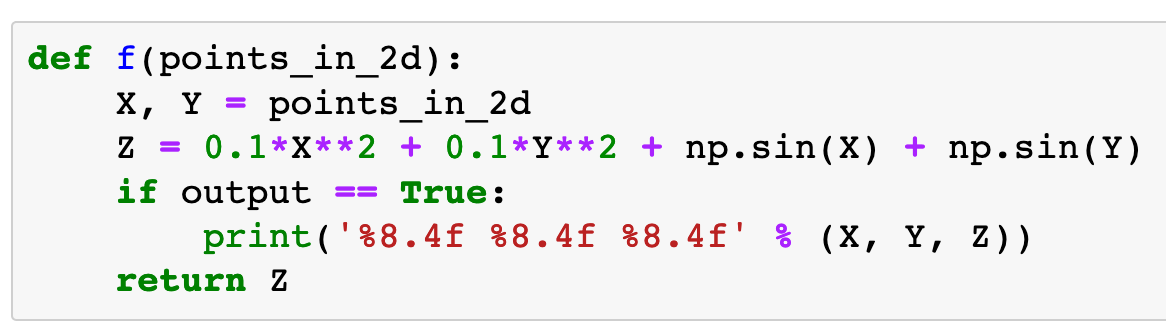 def f(points_in_2d):
    X, Y = points_in_2d
    Z = 0.1*X**2 + 0.1*Y**2 + np.sin(X) + np.sin(Y)
    if output == True:
        print('%8.4f %8.4f %8.4f' % (X, Y, Z))
    return Z